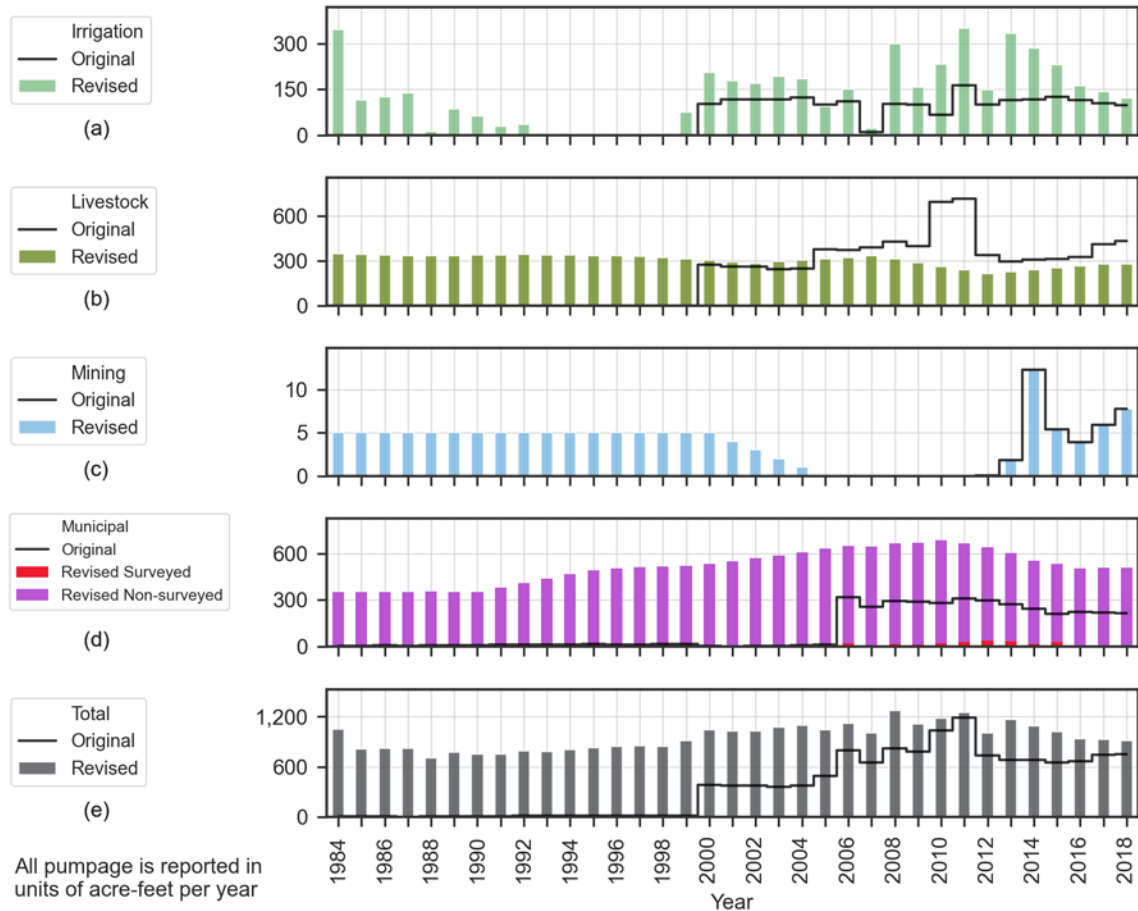 Irrigation
Original
Revised
(a)
300
150
0
Livestock
Original
Revised
(b)
600
300
0
Mining
Original
Revised
(c)
10
5
0
Municipal
Original
Revised Surveyed
Revised Non-surveyed
(d)
600
300
0
Total
Original
Revised
(e)
1,200
600
0
1984
1986
1988
1990
1992
1994
1996
1998
2000
2002
2004
2006
2008
2010
2012
2014
2016
2018
Year
All pumpage is reported in
units of acre-feet per year